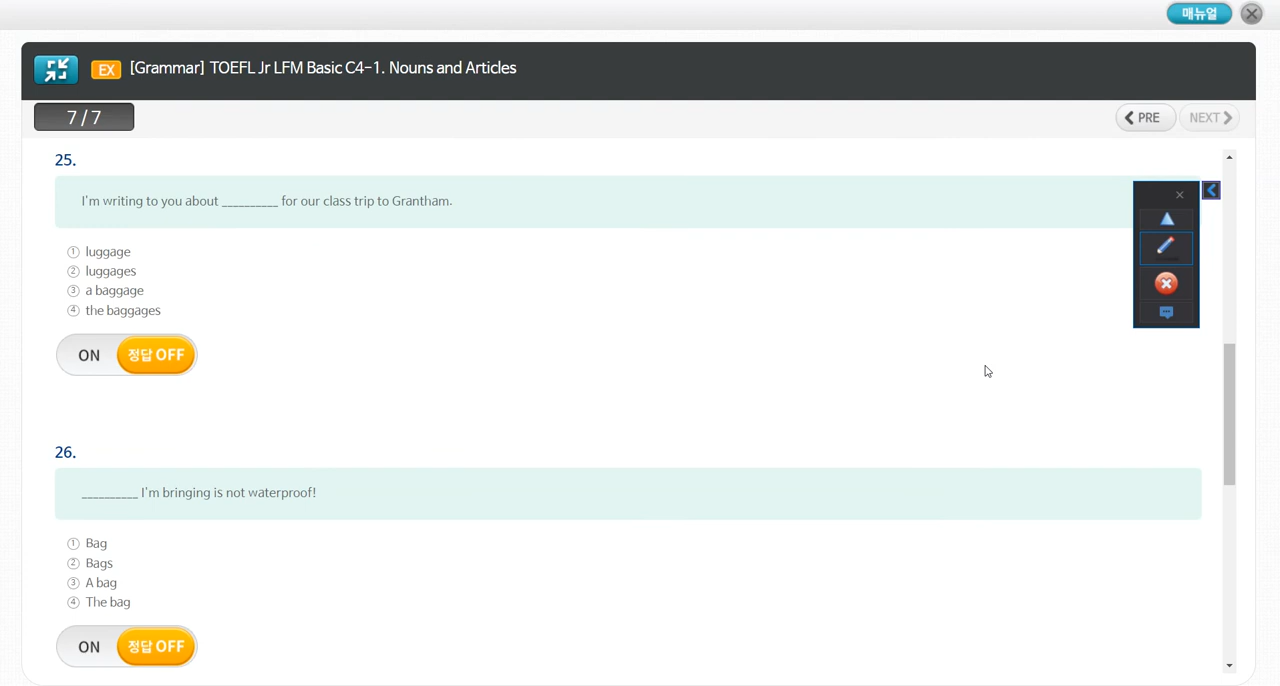 매뉴얼
EX [Grammar] TOEFL Jr LFM Basic C4-1. Nouns and Articles
7 / 7
PRE
NEXT
25.
I'm writing to you about __________ for our class trip to Grantham.
① luggage
② luggages
③ a baggage
④ the baggages
ON 정답 OFF
26.
__________ I'm bringing is not waterproof!
① Bag
② Bags
③ A bag
④ The bag
ON 정답 OFF